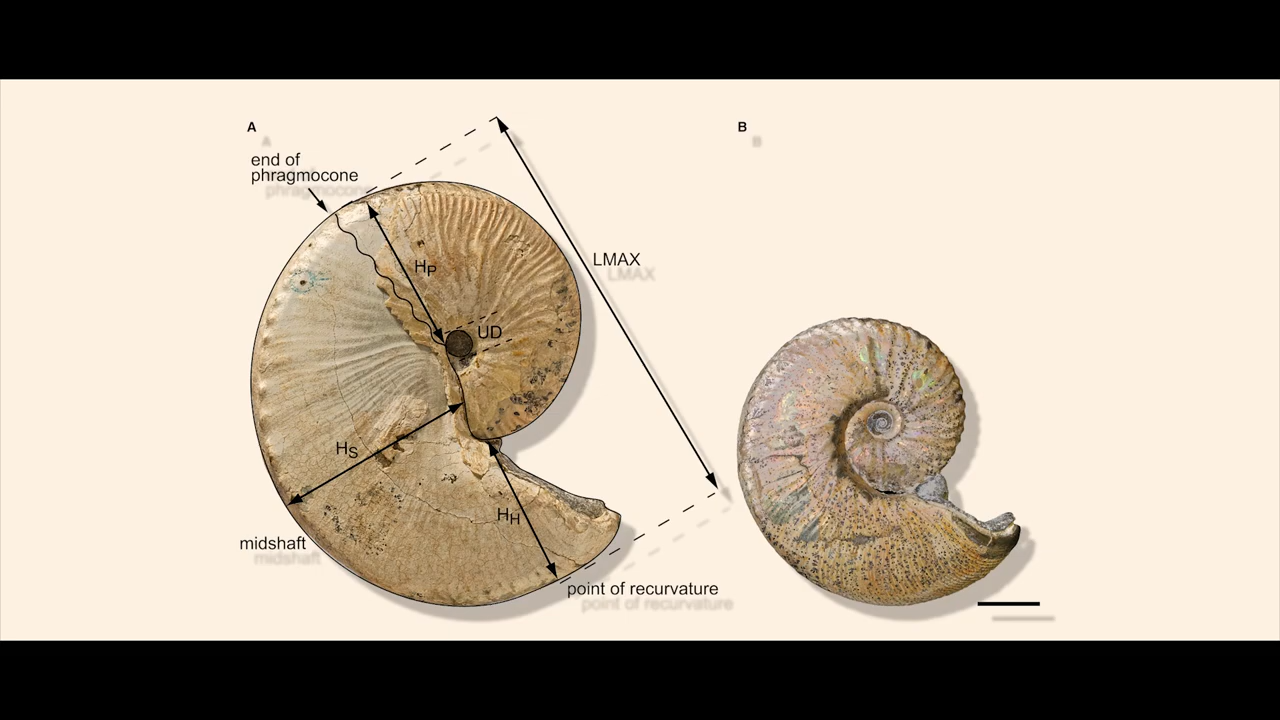 A
B
end of
phragmocone
LMAX
HP
UD
HS
HH
midshaft
point of recurvature